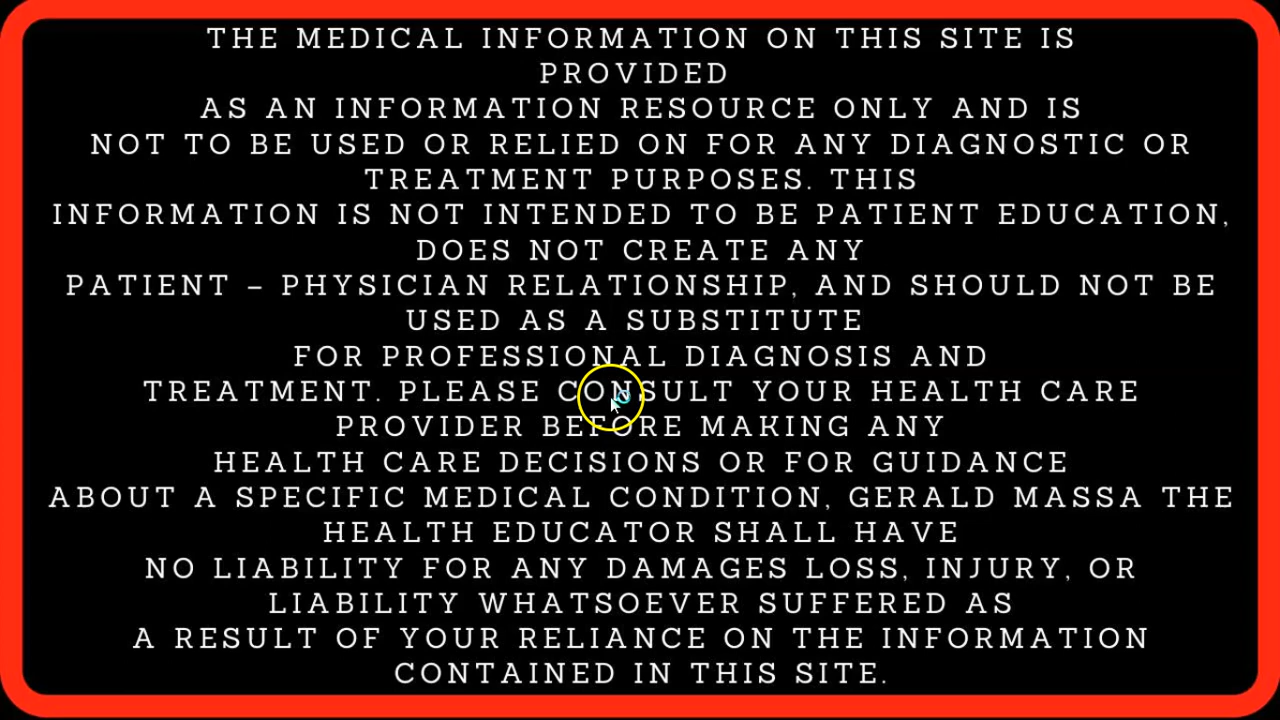 THE MEDICAL INFORMATION ON THIS SITE IS
PROVIDED
AS AN INFORMATION RESOURCE ONLY AND IS
NOT TO BE USED OR RELIED ON FOR ANY DIAGNOSTIC OR
TREATMENT PURPOSES. THIS
INFORMATION IS NOT INTENDED TO BE PATIENT EDUCATION,
DOES NOT CREATE ANY
PATIENT – PHYSICIAN RELATIONSHIP, AND SHOULD NOT BE
USED AS A SUBSTITUTE
FOR PROFESSIONAL DIAGNOSIS AND
TREATMENT. PLEASE CONSULT YOUR HEALTH CARE
PROVIDER BEFORE MAKING ANY
HEALTH CARE DECISIONS OR FOR GUIDANCE
ABOUT A SPECIFIC MEDICAL CONDITION, GERALD MASSA THE
HEALTH EDUCATOR SHALL HAVE
NO LIABILITY FOR ANY DAMAGES LOSS, INJURY, OR
LIABILITY WHATSOEVER SUFFERED AS
A RESULT OF YOUR RELIANCE ON THE INFORMATION
CONTAINED IN THIS SITE.